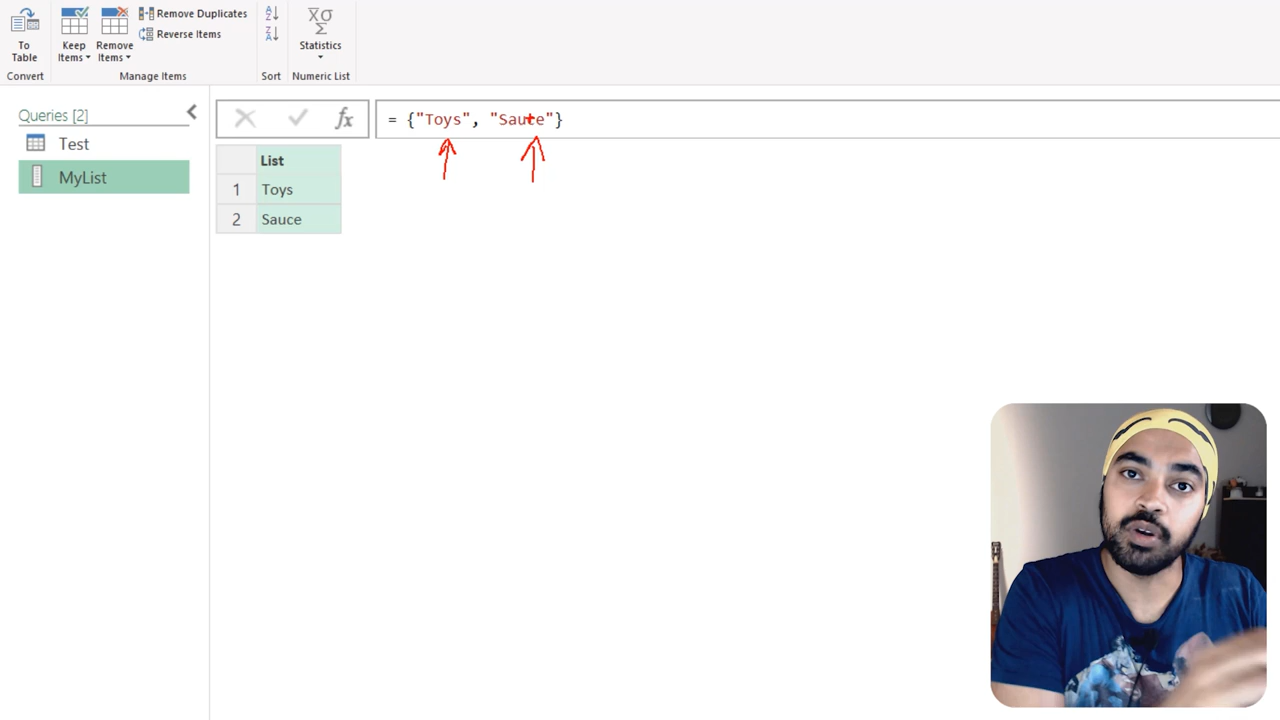 To Table
Keep Items
Remove Items
Remove Duplicates
Reverse Items
Statistics
Convert
Manage Items
Sort
Numeric List
Queries [2]
Test
MyList
fx
= {"Toys", "Sauce"}
List
1 Toys
2 Sauce